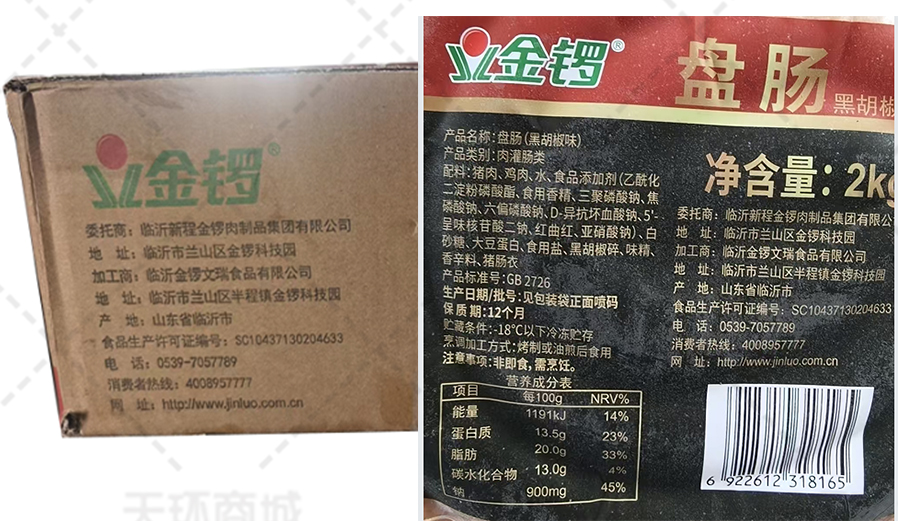 金锣®
委托商：临沂新程金锣肉制品集团有限公司
地 址：临沂市兰山区金锣科技园
加工商：临沂金锣文瑞食品有限公司
地 址：临沂市兰山区半程镇金锣科技园
产 地：山东省临沂市
食品生产许可证编号：SC10437130204633
电 话：0539-7057789
消费者热线：4008957777
网 址：http://www.jinluo.com.cn
天环商城
金锣®
盘肠
黑胡椒
产品名称：盘肠（黑胡椒味）
产品类别：肉灌肠类
配料：猪肉、鸡肉、水、食品添加剂（乙酰化
二淀粉磷酸酯、食用香精、三聚磷酸钠、焦
磷酸钠、六偏磷酸钠、D-异抗坏血酸钠、5'-
呈味核苷酸二钠、红曲红、亚硝酸钠）、白
砂糖、大豆蛋白、食用盐、黑胡椒碎、味精、
香辛料、猪肠衣
产品标准号：GB 2726
生产日期/批号：见包装袋正面喷码
保质期：12个月
贮藏条件：-18℃以下冷冻贮存
烹调加工方式：烤制或油煎后食用
注意事项：非即食，需烹饪。
营养成分表
项目 每100g NRV%
能量 1191kJ 14%
蛋白质 13.5g 23%
脂肪 20.0g 33%
碳水化合物 13.0g 4%
钠 900mg 45%
净含量：2kg
委托商：临沂新程金锣肉制品集团有限公
地 址：临沂市兰山区金锣科技园
加工商：临沂金锣文瑞食品有限公司
地 址：临沂市兰山区半程镇金锣科技园
产 地：山东省临沂市
食品生产许可证编号：SC10437130204633
电 话：0539-7057789
消费者热线：4008957777
网 址：http://www.jinluo.com.cn
6 922612 318165